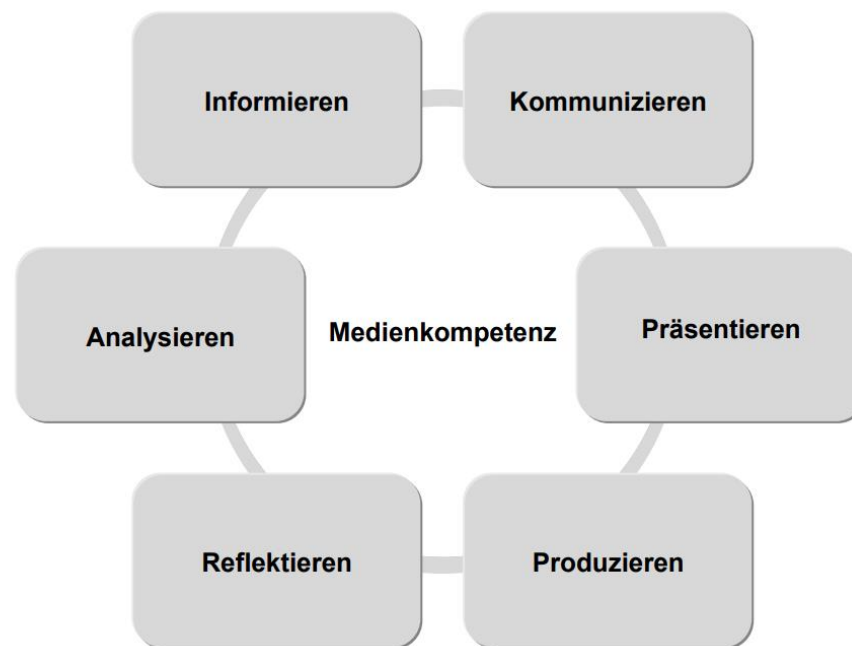 Informieren
Kommunizieren
Analysieren
Medienkompetenz
Präsentieren
Reflektieren
Produzieren